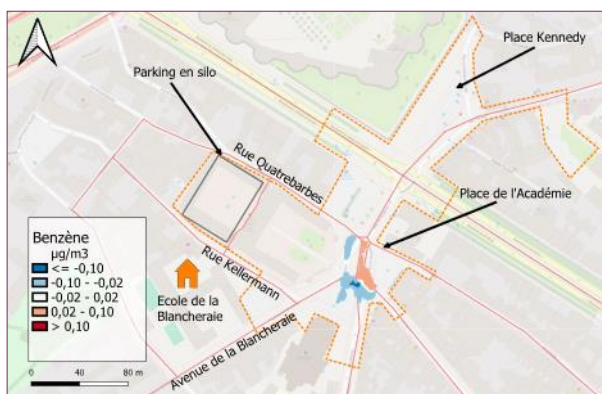 Place Kennedy
Parking en silo
Rue Quatrebarbes
Place de l'Académie
Rue Kellermann
Benzène
µg/m3
<= -0,10
-0,10 - -0,02
-0,02 - 0,02
0,02 - 0,10
> 0,10
Ecole de la
Blancheraie
Avenue de la Blancheraie
0 40 80 m